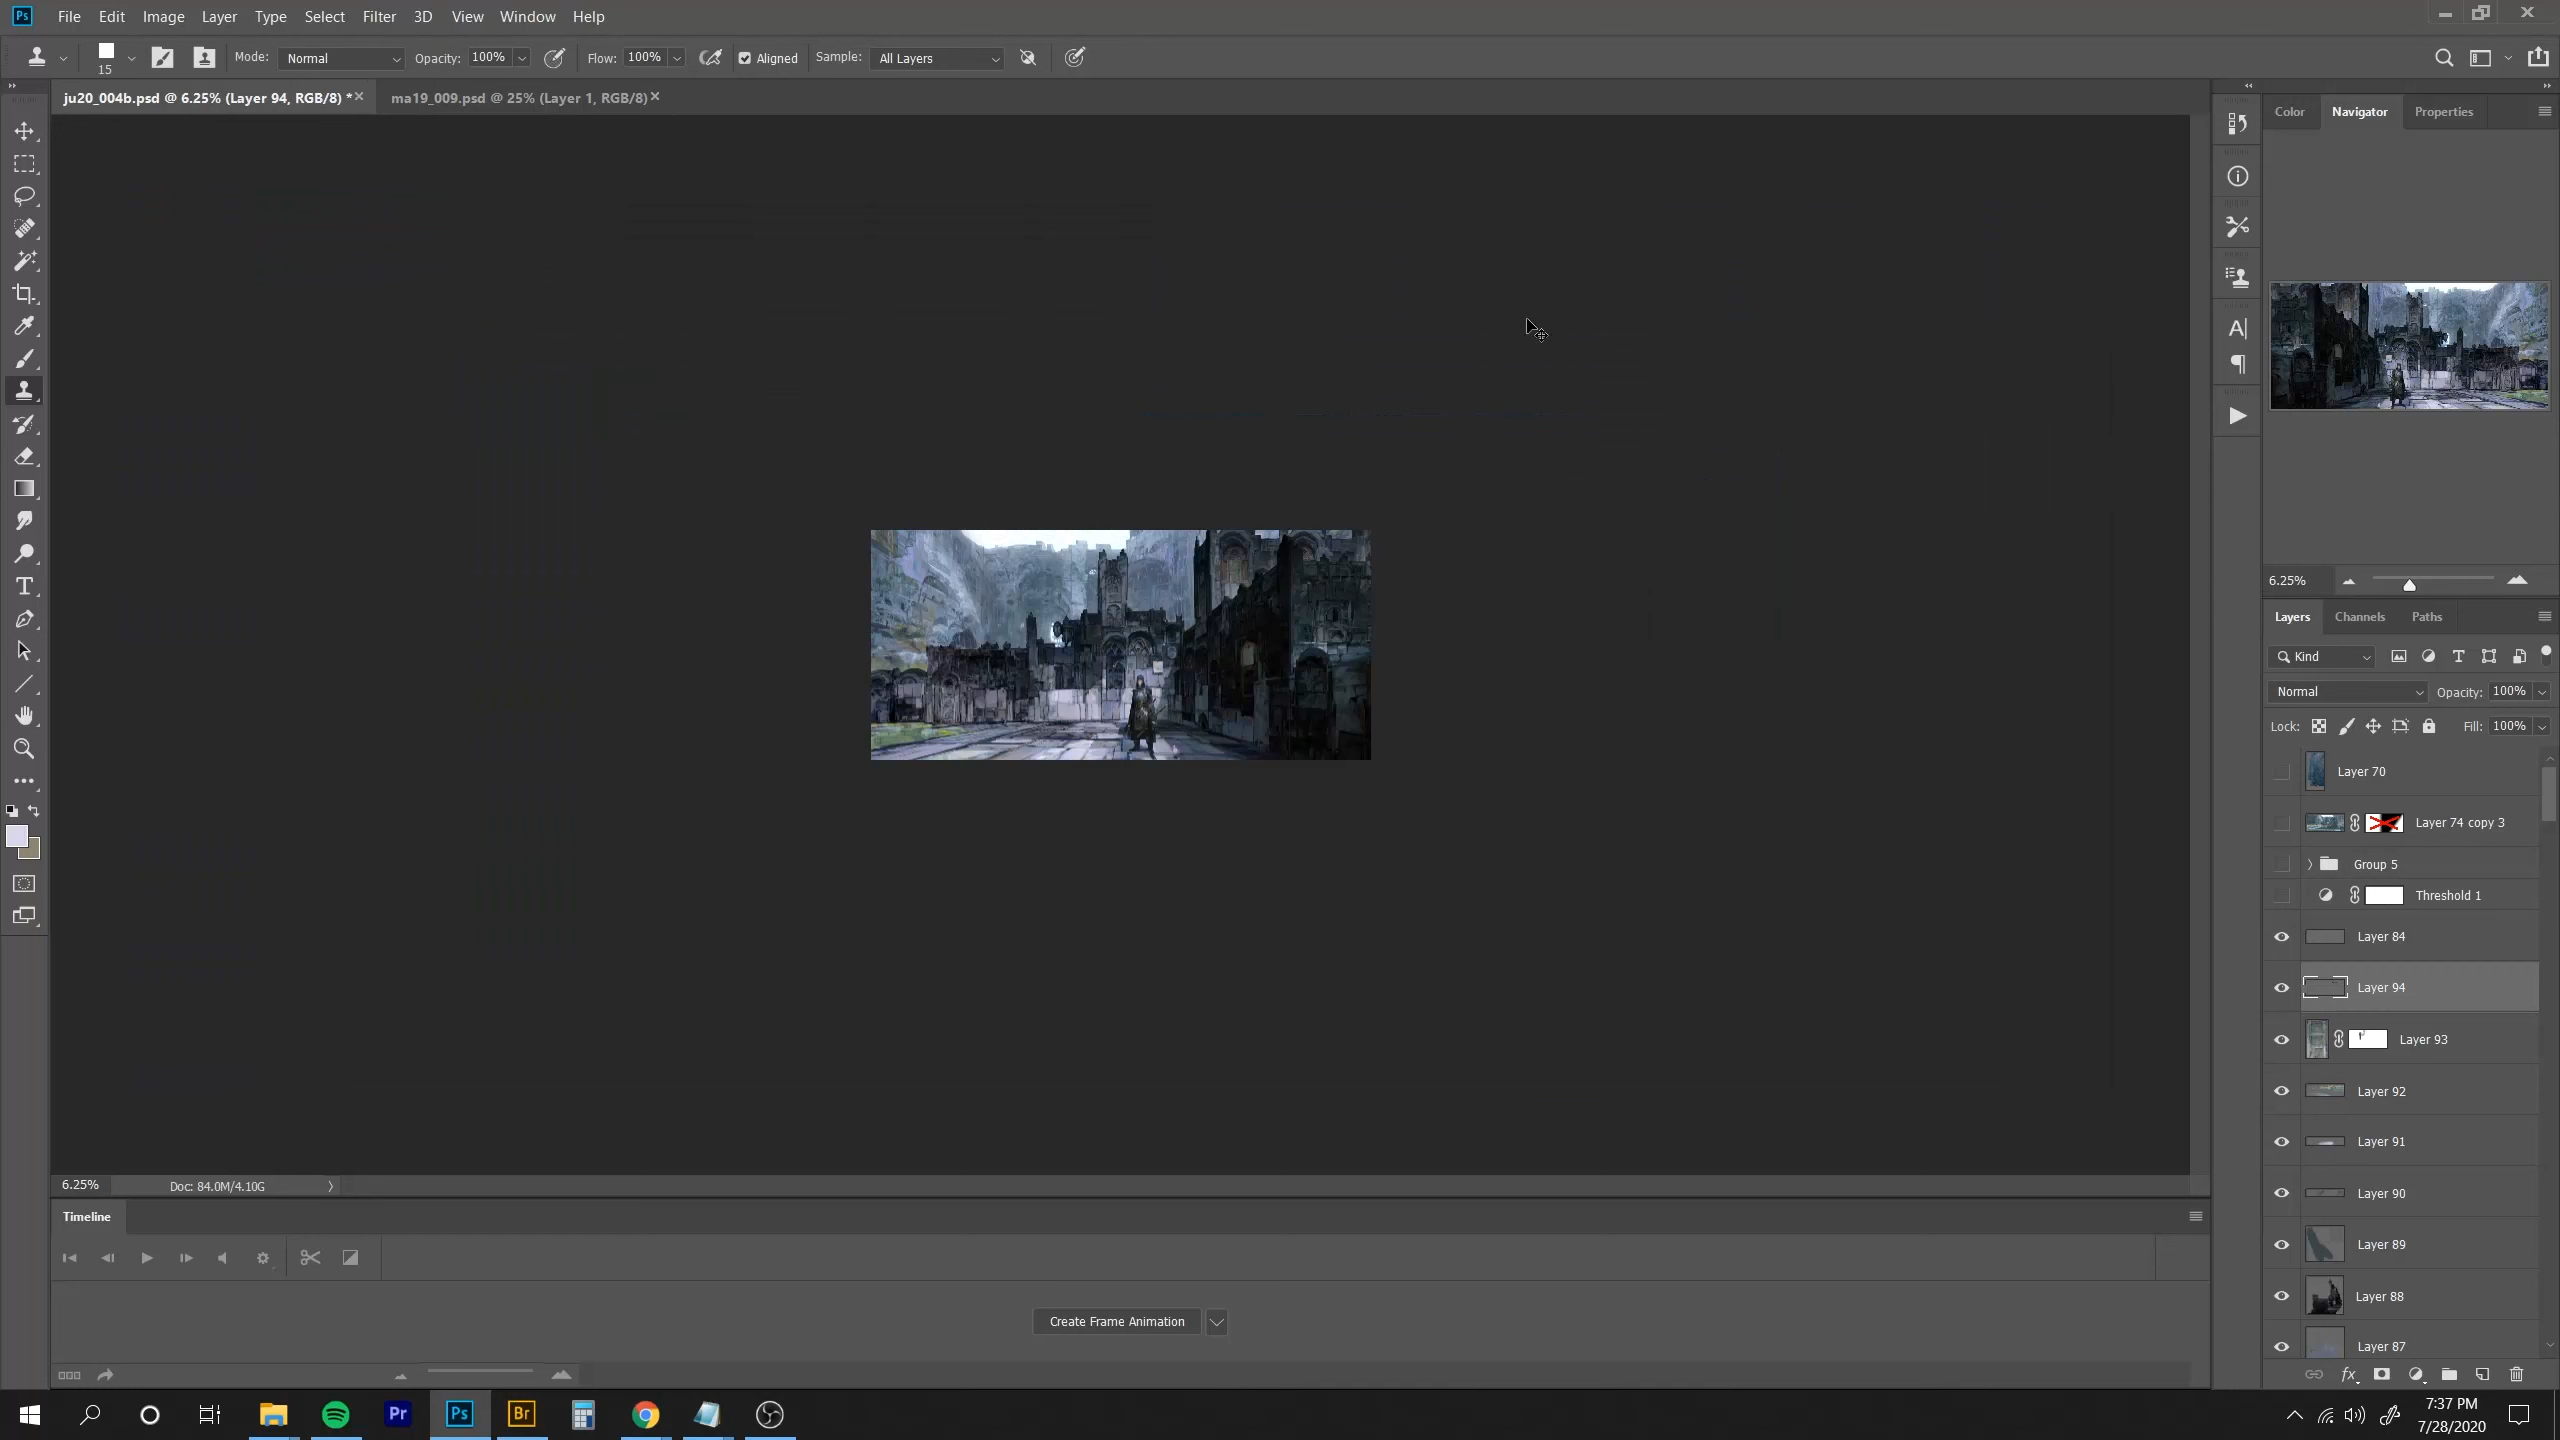 Ps File Edit Image Layer Type Select Filter 3D View Window Help
15 Mode: Normal Opacity: 100% Flow: 100% Aligned Sample: All Layers
ju20_004b.psd @ 6.25% (Layer 94, RGB/8) * ma19_009.psd @ 25% (Layer 1, RGB/8)
Color Navigator Properties
6.25%
Layers Channels Paths
Kind
Normal Opacity: 100%
Lock: Fill: 100%
Layer 70
Layer 74 copy 3
Group 5
Threshold 1
Layer 84
Layer 94
Layer 93
Layer 92
Layer 91
Layer 90
Layer 89
Layer 88
Layer 87
6.25% Doc: 84.0M/4.10G
Timeline
Create Frame Animation
Pr Ps Br
7:37 PM
7/28/2020